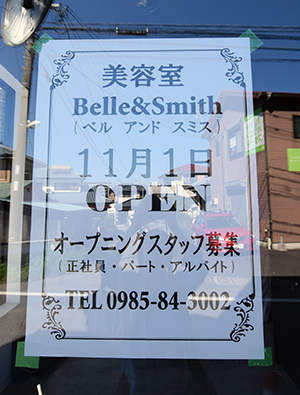 美容室
Belle&Smith
(ベル アンド スミス)
11月1日
OPEN
オープニングスタッフ募集
(正社員・パート・アルバイト)
TEL 0985-84-3002